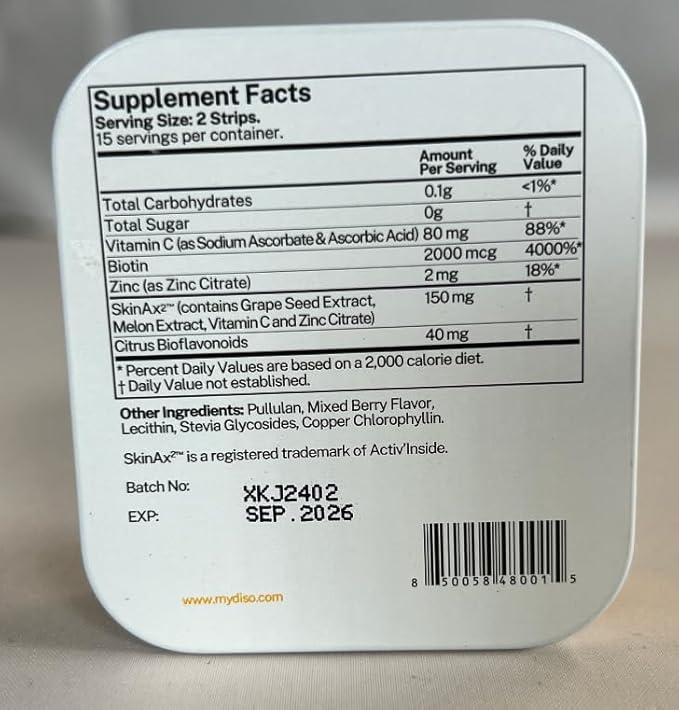 Supplement Facts
Serving Size: 2 Strips.
15 servings per container.
Amount Per Serving % Daily Value
Total Carbohydrates 0.1g <1%*
Total Sugar 0g †
Vitamin C (as Sodium Ascorbate & Ascorbic Acid) 80 mg 88%*
Biotin 2000 mcg 4000%*
Zinc (as Zinc Citrate) 2 mg 18%*
SkinAx²™ (contains Grape Seed Extract, 150 mg †
Melon Extract, Vitamin C and Zinc Citrate)
Citrus Bioflavonoids 40 mg †
* Percent Daily Values are based on a 2,000 calorie diet.
† Daily Value not established.
Other Ingredients: Pullulan, Mixed Berry Flavor,
Lecithin, Stevia Glycosides, Copper Chlorophyllin.
SkinAx²™ is a registered trademark of Activ'Inside.
Batch No: XKJ2402
EXP: SEP.2026
8 50058 48001 5
www.mydiso.com